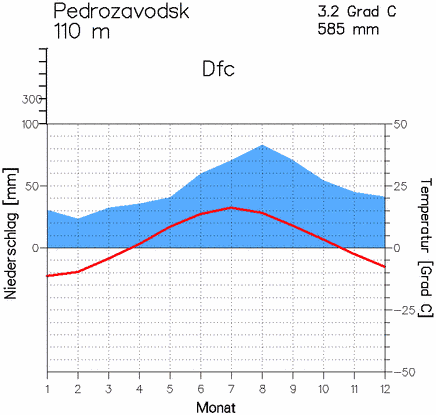 Pedrozavodsk
3.2 Grad C
110 m
585 mm
Dfc
300
100
50
50
25
0
0
-25
-50
Niederschlag [mm]
Temperatur [Grad C]
1 2 3 4 5 6 7 8 9 10 11 12
Monat